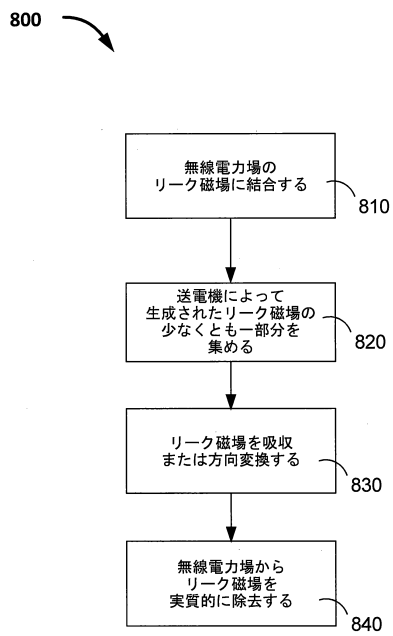 800
無線電力場の
リーク磁場に結合する
810
送電機によって
生成されたリーク磁場の
少なくとも一部分を
集める
820
リーク磁場を吸収
または方向変換する
830
無線電力場から
リーク磁場を
実質的に除去する
840